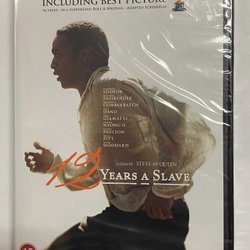 INCLUDING BEST PICTURE
ACTRESS - IN A SUPPORTING ROLE & WRITING - ADAPTED SCREENPLAY
EJIOFOR
FASSBENDER
CUMBERBATCH
DANO
GIAMATTI
NYONG'O
PAULSON
PITT
WOODARD
A FILM BY STEVE MCQUEEN
12 YEARS A SLAVE